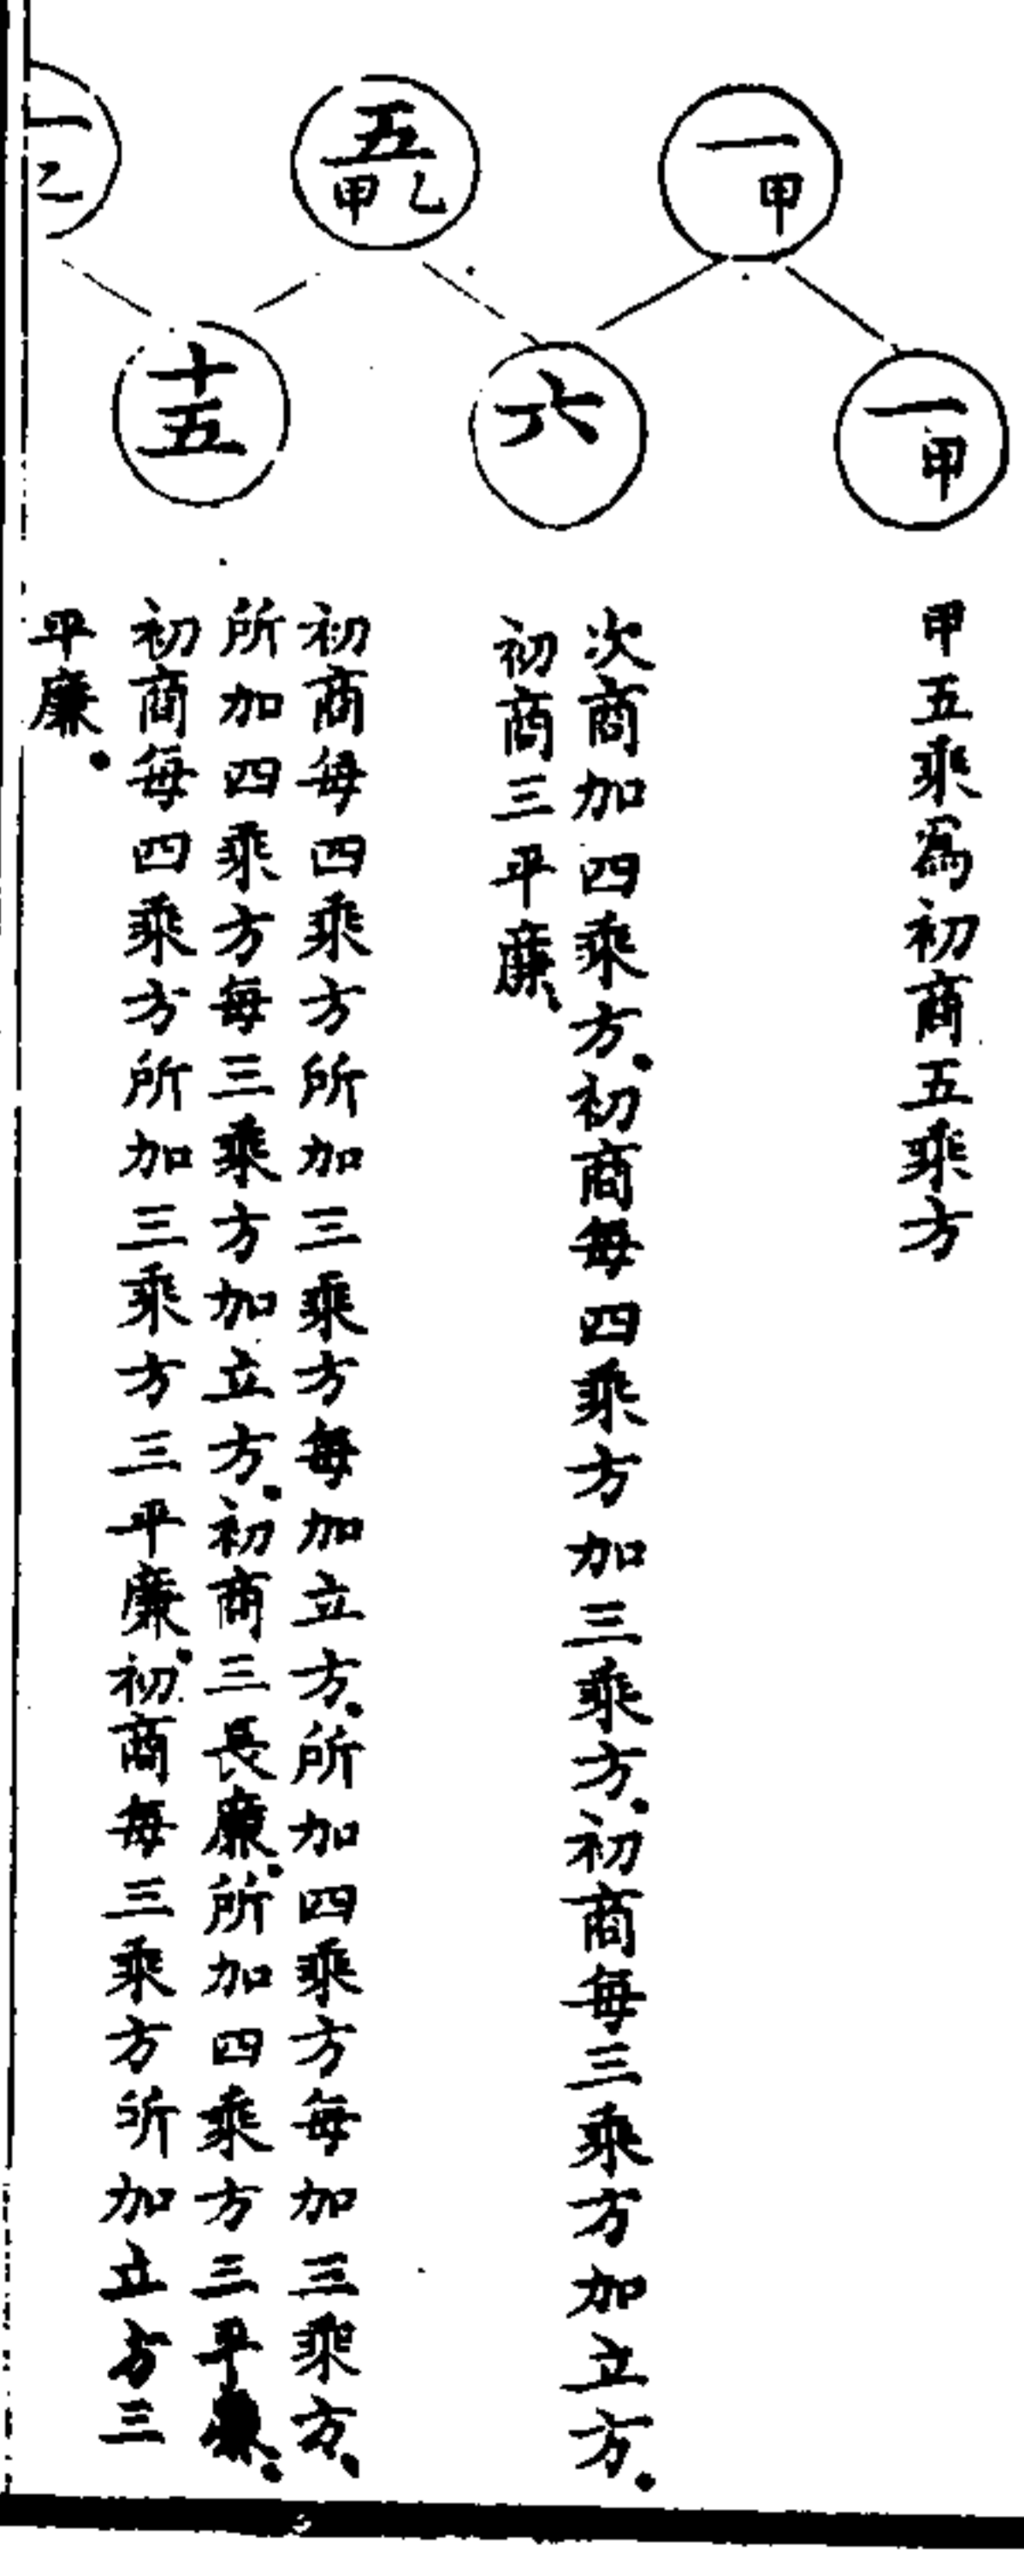 一甲
五甲乙
一甲
六
十五
甲五乘爲初商五乘方
次商加四乘方.初商每四乘方加三乘方.初商每三乘方加立方.
初商三平廉、
初商每四乘方所加三乘方每加立方.所加四乘方每加三乘方、
所加四乘方每三乘方加立方.初商三長廉.所加四乘方三平廉.
初商每四乘方所加三乘方三平廉.初商每三乘方所加立方三
平廉.